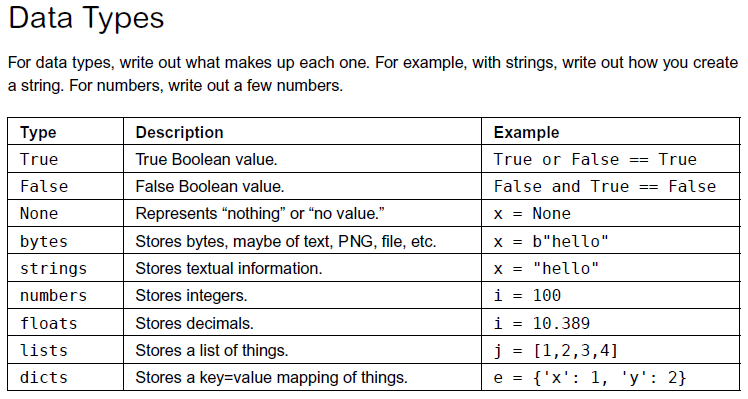 Data Types
For data types, write out what makes up each one. For example, with strings, write out how you create
a string. For numbers, write out a few numbers.
Type Description Example
True True Boolean value. True or False == True
False False Boolean value. False and True == False
None Represents “nothing” or “no value.” x = None
bytes Stores bytes, maybe of text, PNG, file, etc. x = b"hello"
strings Stores textual information. x = "hello"
numbers Stores integers. i = 100
floats Stores decimals. i = 10.389
lists Stores a list of things. j = [1,2,3,4]
dicts Stores a key=value mapping of things. e = {'x': 1, 'y': 2}